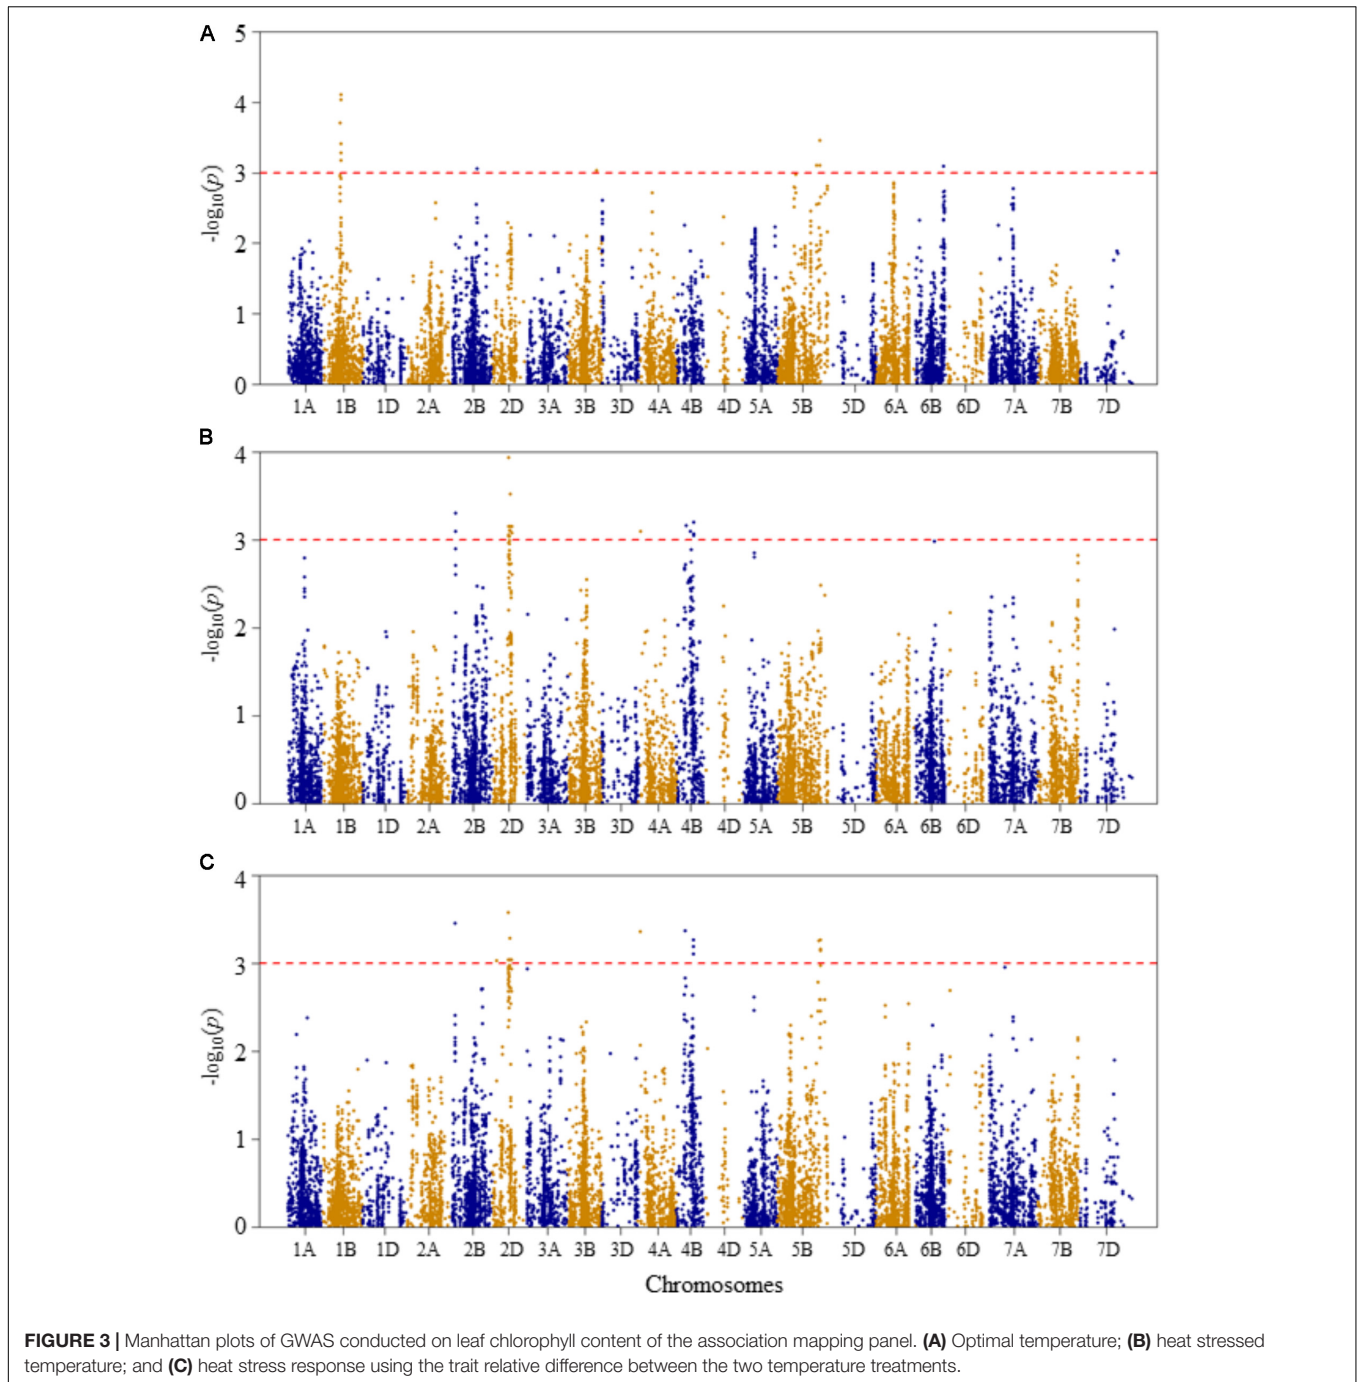 A
5
4
3
2
1
0
-log10(p)
1A 1B 1D 2A 2B 2D 3A 3B 3D 4A 4B 4D 5A 5B 5D 6A 6B 6D 7A 7B 7D
B
4
3
2
1
0
-log10(p)
1A 1B 1D 2A 2B 2D 3A 3B 3D 4A 4B 4D 5A 5B 5D 6A 6B 6D 7A 7B 7D
C
4
3
2
1
0
-log10(p)
1A 1B 1D 2A 2B 2D 3A 3B 3D 4A 4B 4D 5A 5B 5D 6A 6B 6D 7A 7B 7D
Chromosomes
FIGURE 3 | Manhattan plots of GWAS conducted on leaf chlorophyll content of the association mapping panel. (A) Optimal temperature; (B) heat stressed
temperature; and (C) heat stress response using the trait relative difference between the two temperature treatments.